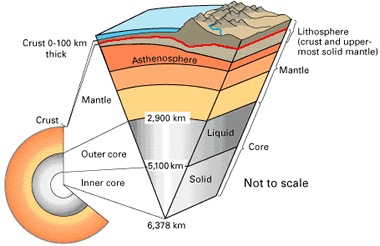 Crust 0-100 km
thick
Lithosphere
(crust and upper-
most solid mantle)
Asthenosphere
Mantle
Mantle
Crust
2,900 km
Liquid
Core
Outer core
5,100 km
Inner core
Solid
Not to scale
6,378 km